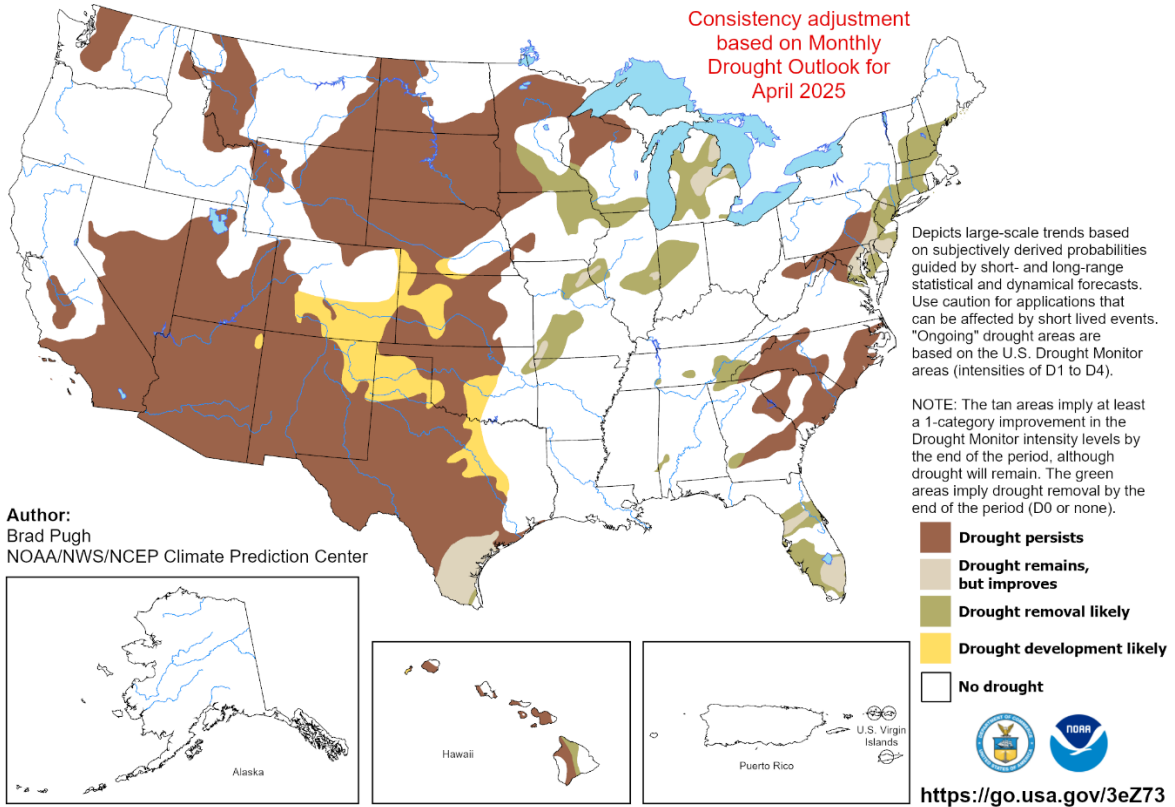 Consistency adjustment
based on Monthly
Drought Outlook for
April 2025
Depicts large-scale trends based
on subjectively derived probabilities
guided by short- and long-range
statistical and dynamical forecasts.
Use caution for applications that
can be affected by short lived events.
"Ongoing" drought areas are
based on the U.S. Drought Monitor
areas (intensities of D1 to D4).
NOTE: The tan areas imply at least
a 1-category improvement in the
Drought Monitor intensity levels by
the end of the period, although
drought will remain. The green
areas imply drought removal by the
end of the period (D0 or none).
Author:
Brad Pugh
NOAA/NWS/NCEP Climate Prediction Center
Drought persists
Drought remains,
but improves
Drought removal likely
Drought development likely
No drought
Alaska
Hawaii
Puerto Rico
U.S. Virgin
Islands
NOAA
https://go.usa.gov/3eZ73